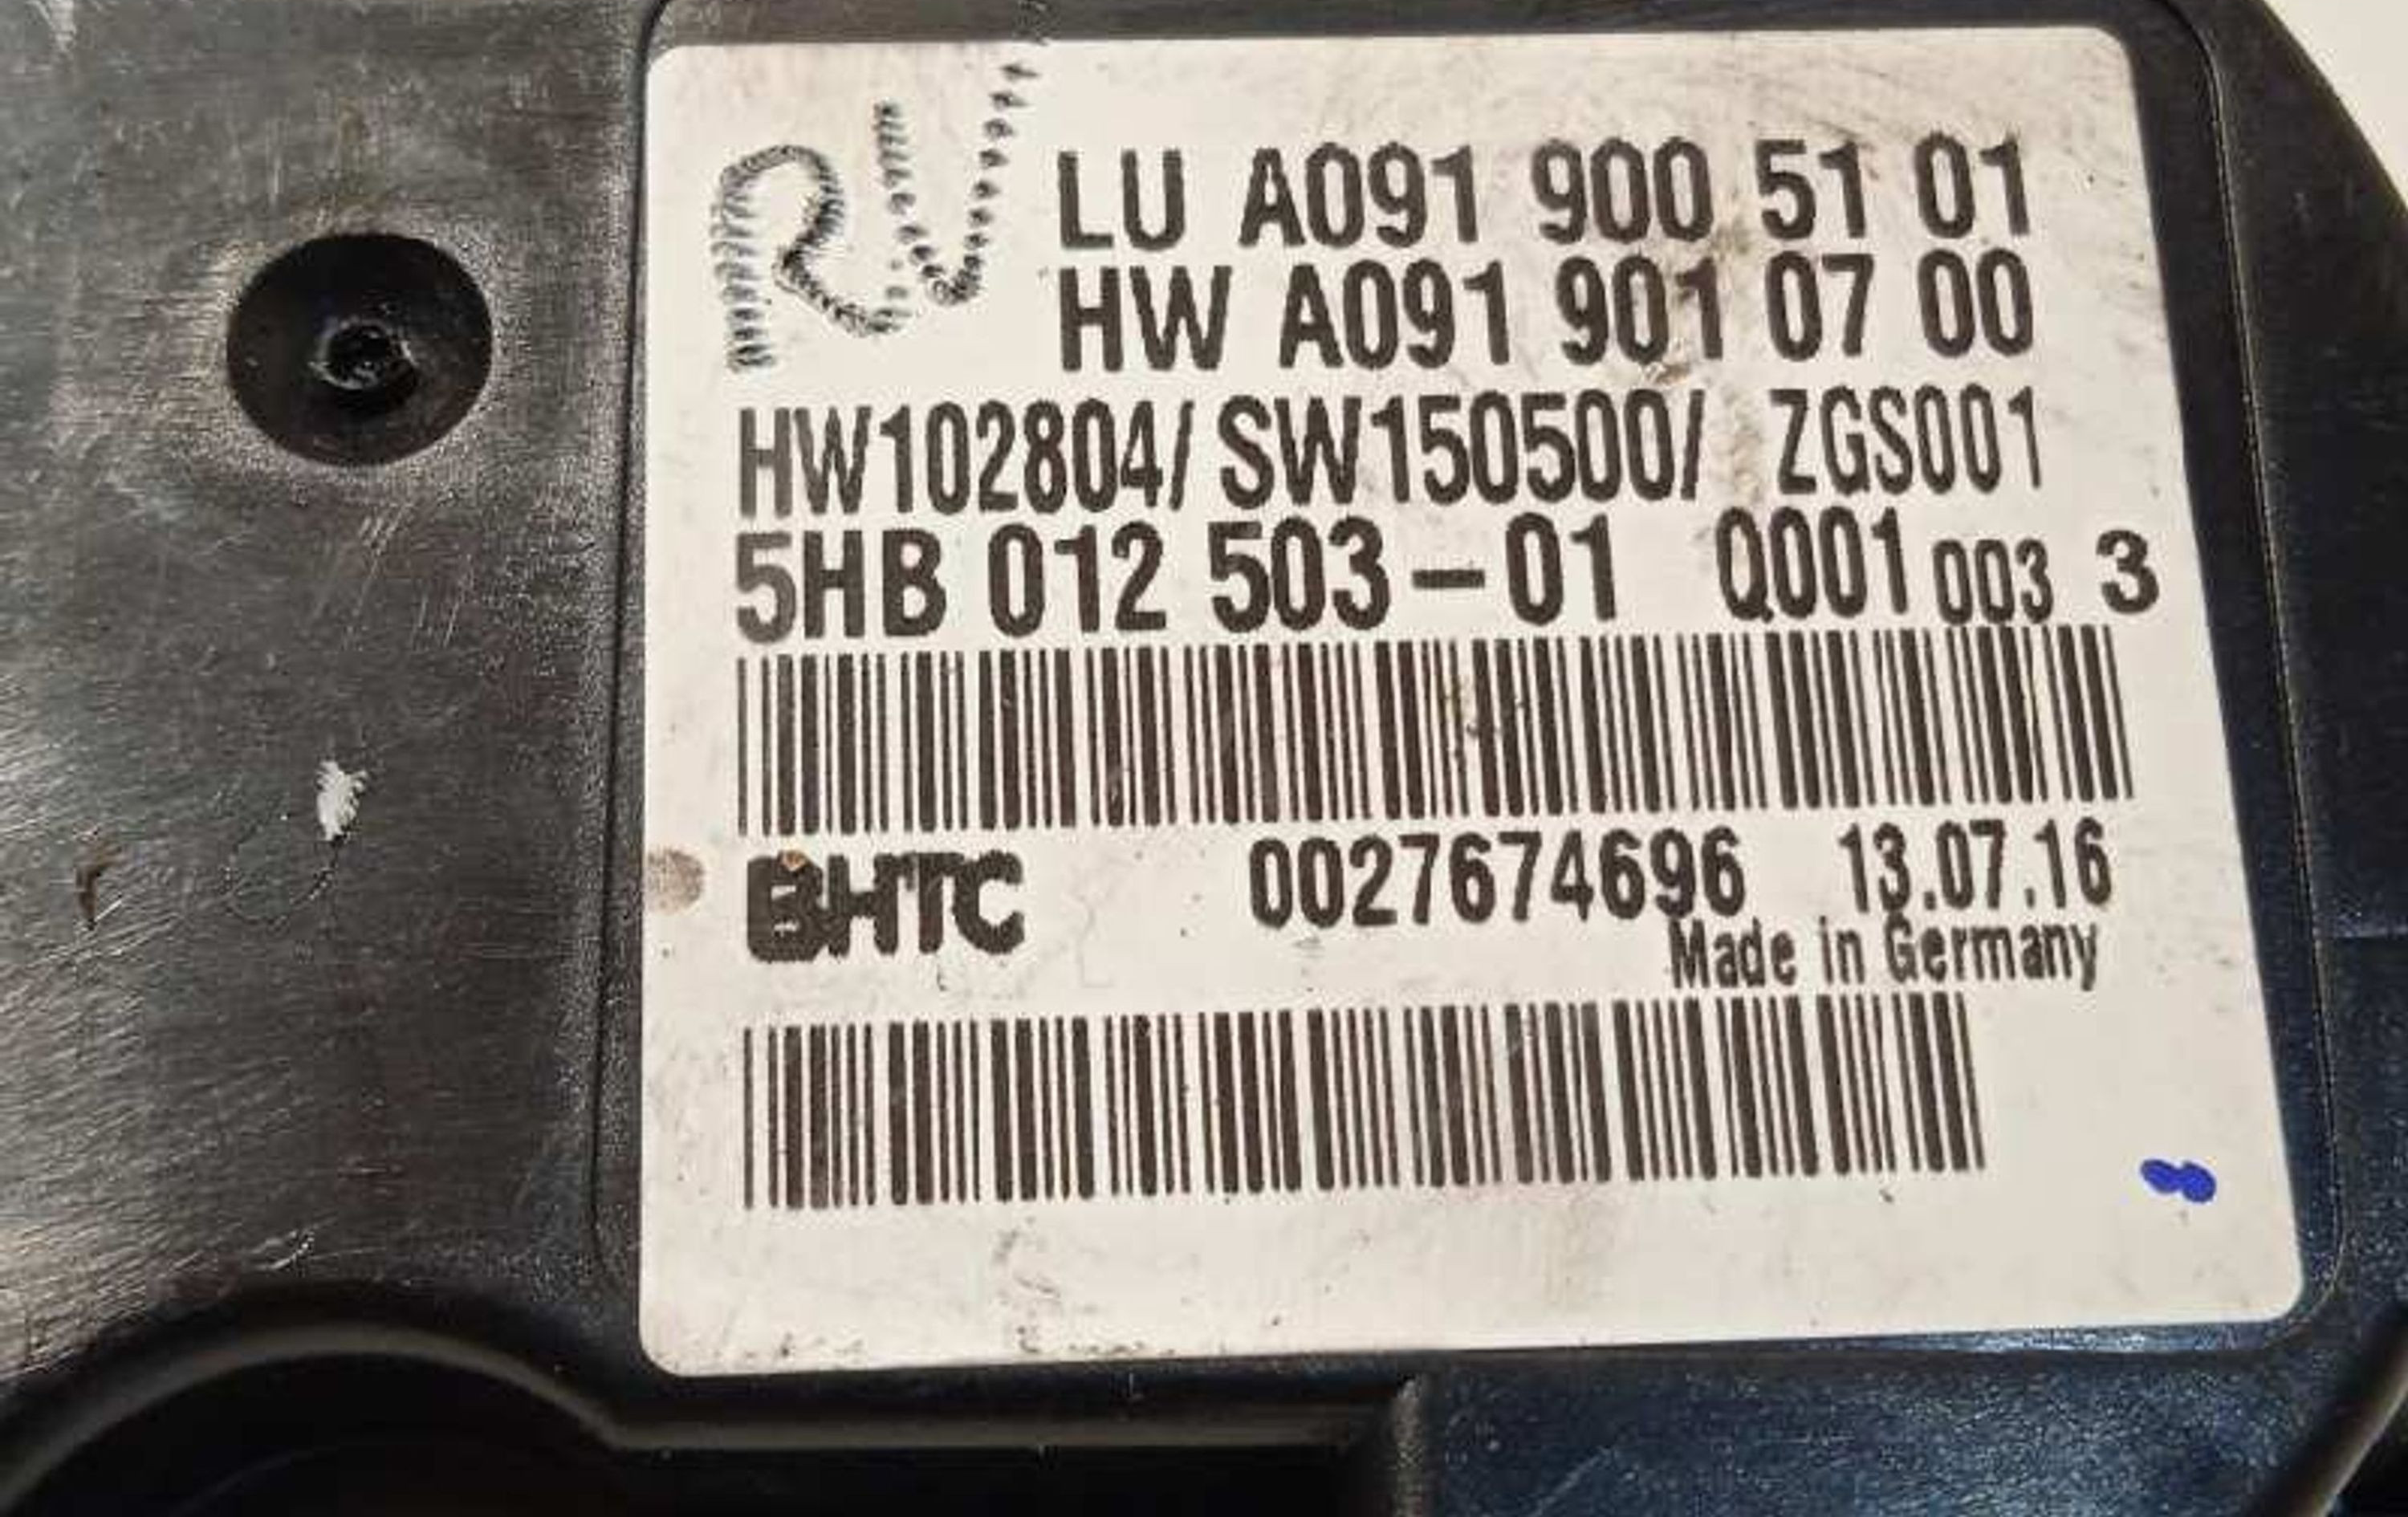 RU
LU A091 900 51 01
HW A091 901 07 00
HW102804/ SW150500/ ZGS001
5HB 012 503-01 Q001 003 3
BHTC 0027674696 13.07.16
Made in Germany